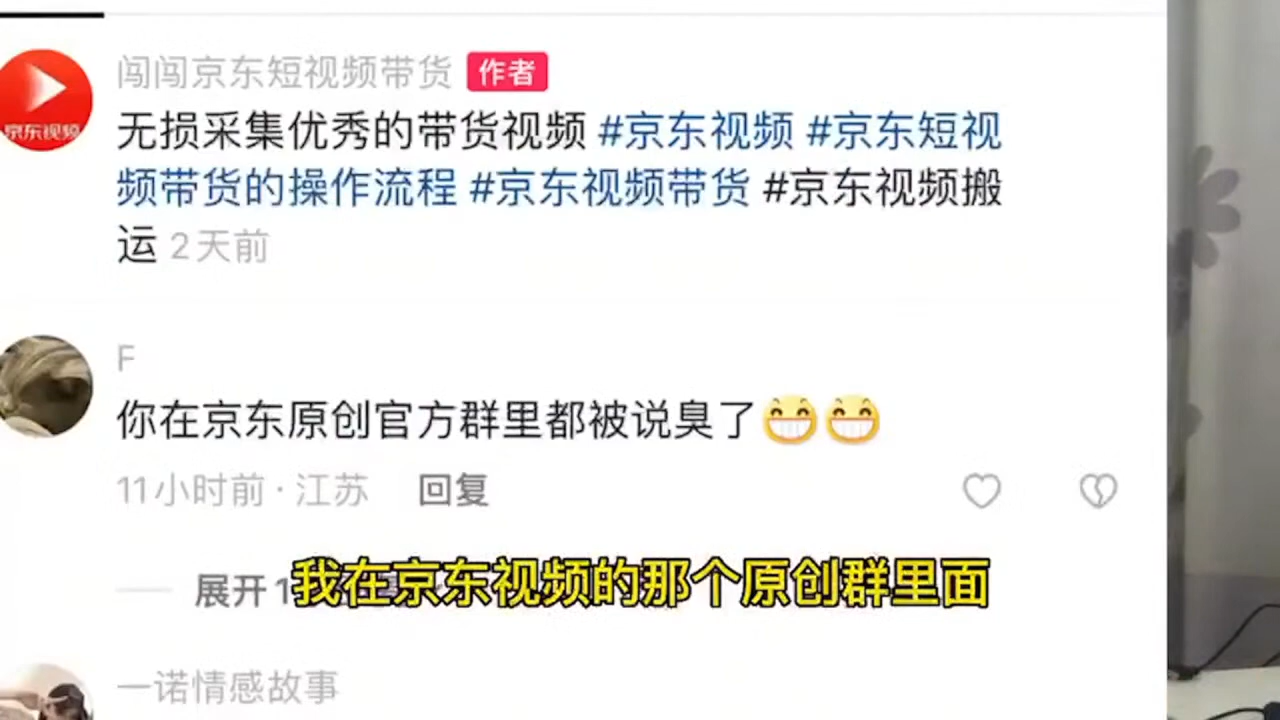 闯闯京东短视频带货 作者
京东视频
无损采集优秀的带货视频 #京东视频 #京东短视
频带货的操作流程 #京东视频带货 #京东视频搬
运 2天前
F
你在京东原创官方群里都被说臭了
11小时前 · 江苏 回复
展开 1
我在京东视频的那个原创群里面
一诺情感故事